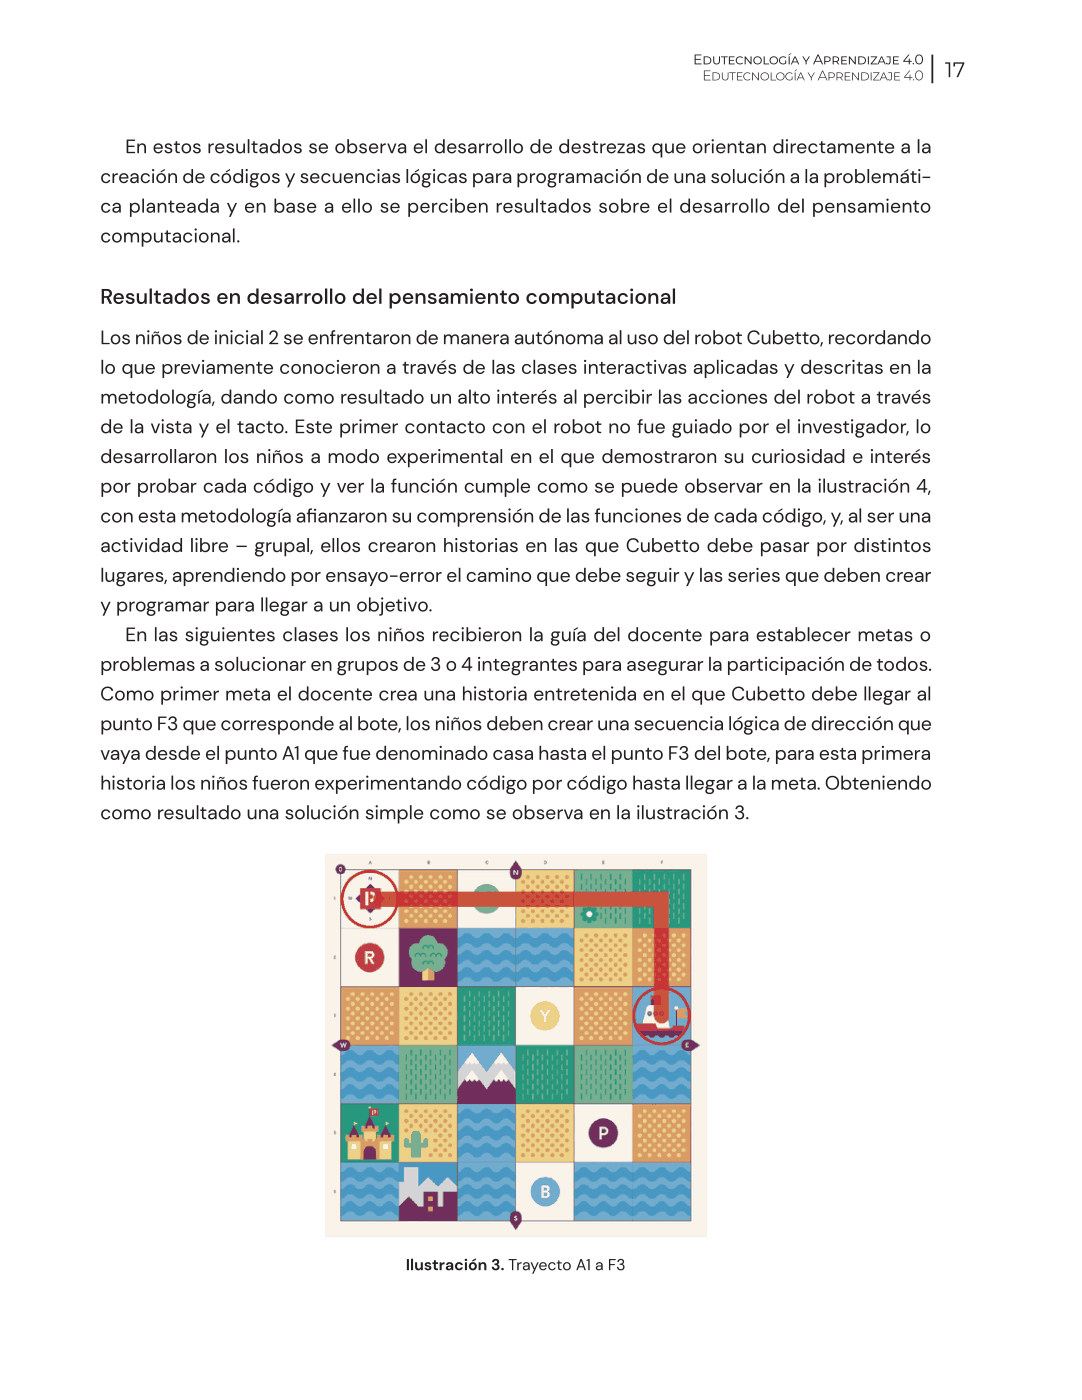 Edutecnología y Aprendizaje 4.0
Edutecnología y Aprendizaje 4.0
17
En estos resultados se observa el desarrollo de destrezas que orientan directamente a la
creación de códigos y secuencias lógicas para programación de una solución a la problemáti-
ca planteada y en base a ello se perciben resultados sobre el desarrollo del pensamiento
computacional.
Resultados en desarrollo del pensamiento computacional
Los niños de inicial 2 se enfrentaron de manera autónoma al uso del robot Cubetto, recordando
lo que previamente conocieron a través de las clases interactivas aplicadas y descritas en la
metodología, dando como resultado un alto interés al percibir las acciones del robot a través
de la vista y el tacto. Este primer contacto con el robot no fue guiado por el investigador, lo
desarrollaron los niños a modo experimental en el que demostraron su curiosidad e interés
por probar cada código y ver la función cumple como se puede observar en la ilustración 4,
con esta metodología afianzaron su comprensión de las funciones de cada código, y, al ser una
actividad libre – grupal, ellos crearon historias en las que Cubetto debe pasar por distintos
lugares, aprendiendo por ensayo-error el camino que debe seguir y las series que deben crear
y programar para llegar a un objetivo.
En las siguientes clases los niños recibieron la guía del docente para establecer metas o
problemas a solucionar en grupos de 3 o 4 integrantes para asegurar la participación de todos.
Como primer meta el docente crea una historia entretenida en el que Cubetto debe llegar al
punto F3 que corresponde al bote, los niños deben crear una secuencia lógica de dirección que
vaya desde el punto A1 que fue denominado casa hasta el punto F3 del bote, para esta primera
historia los niños fueron experimentando código por código hasta llegar a la meta. Obteniendo
como resultado una solución simple como se observa en la ilustración 3.
A B C D E F
N
N
W
S
R
Y
W
E
P
B
S
Ilustración 3. Trayecto A1 a F3